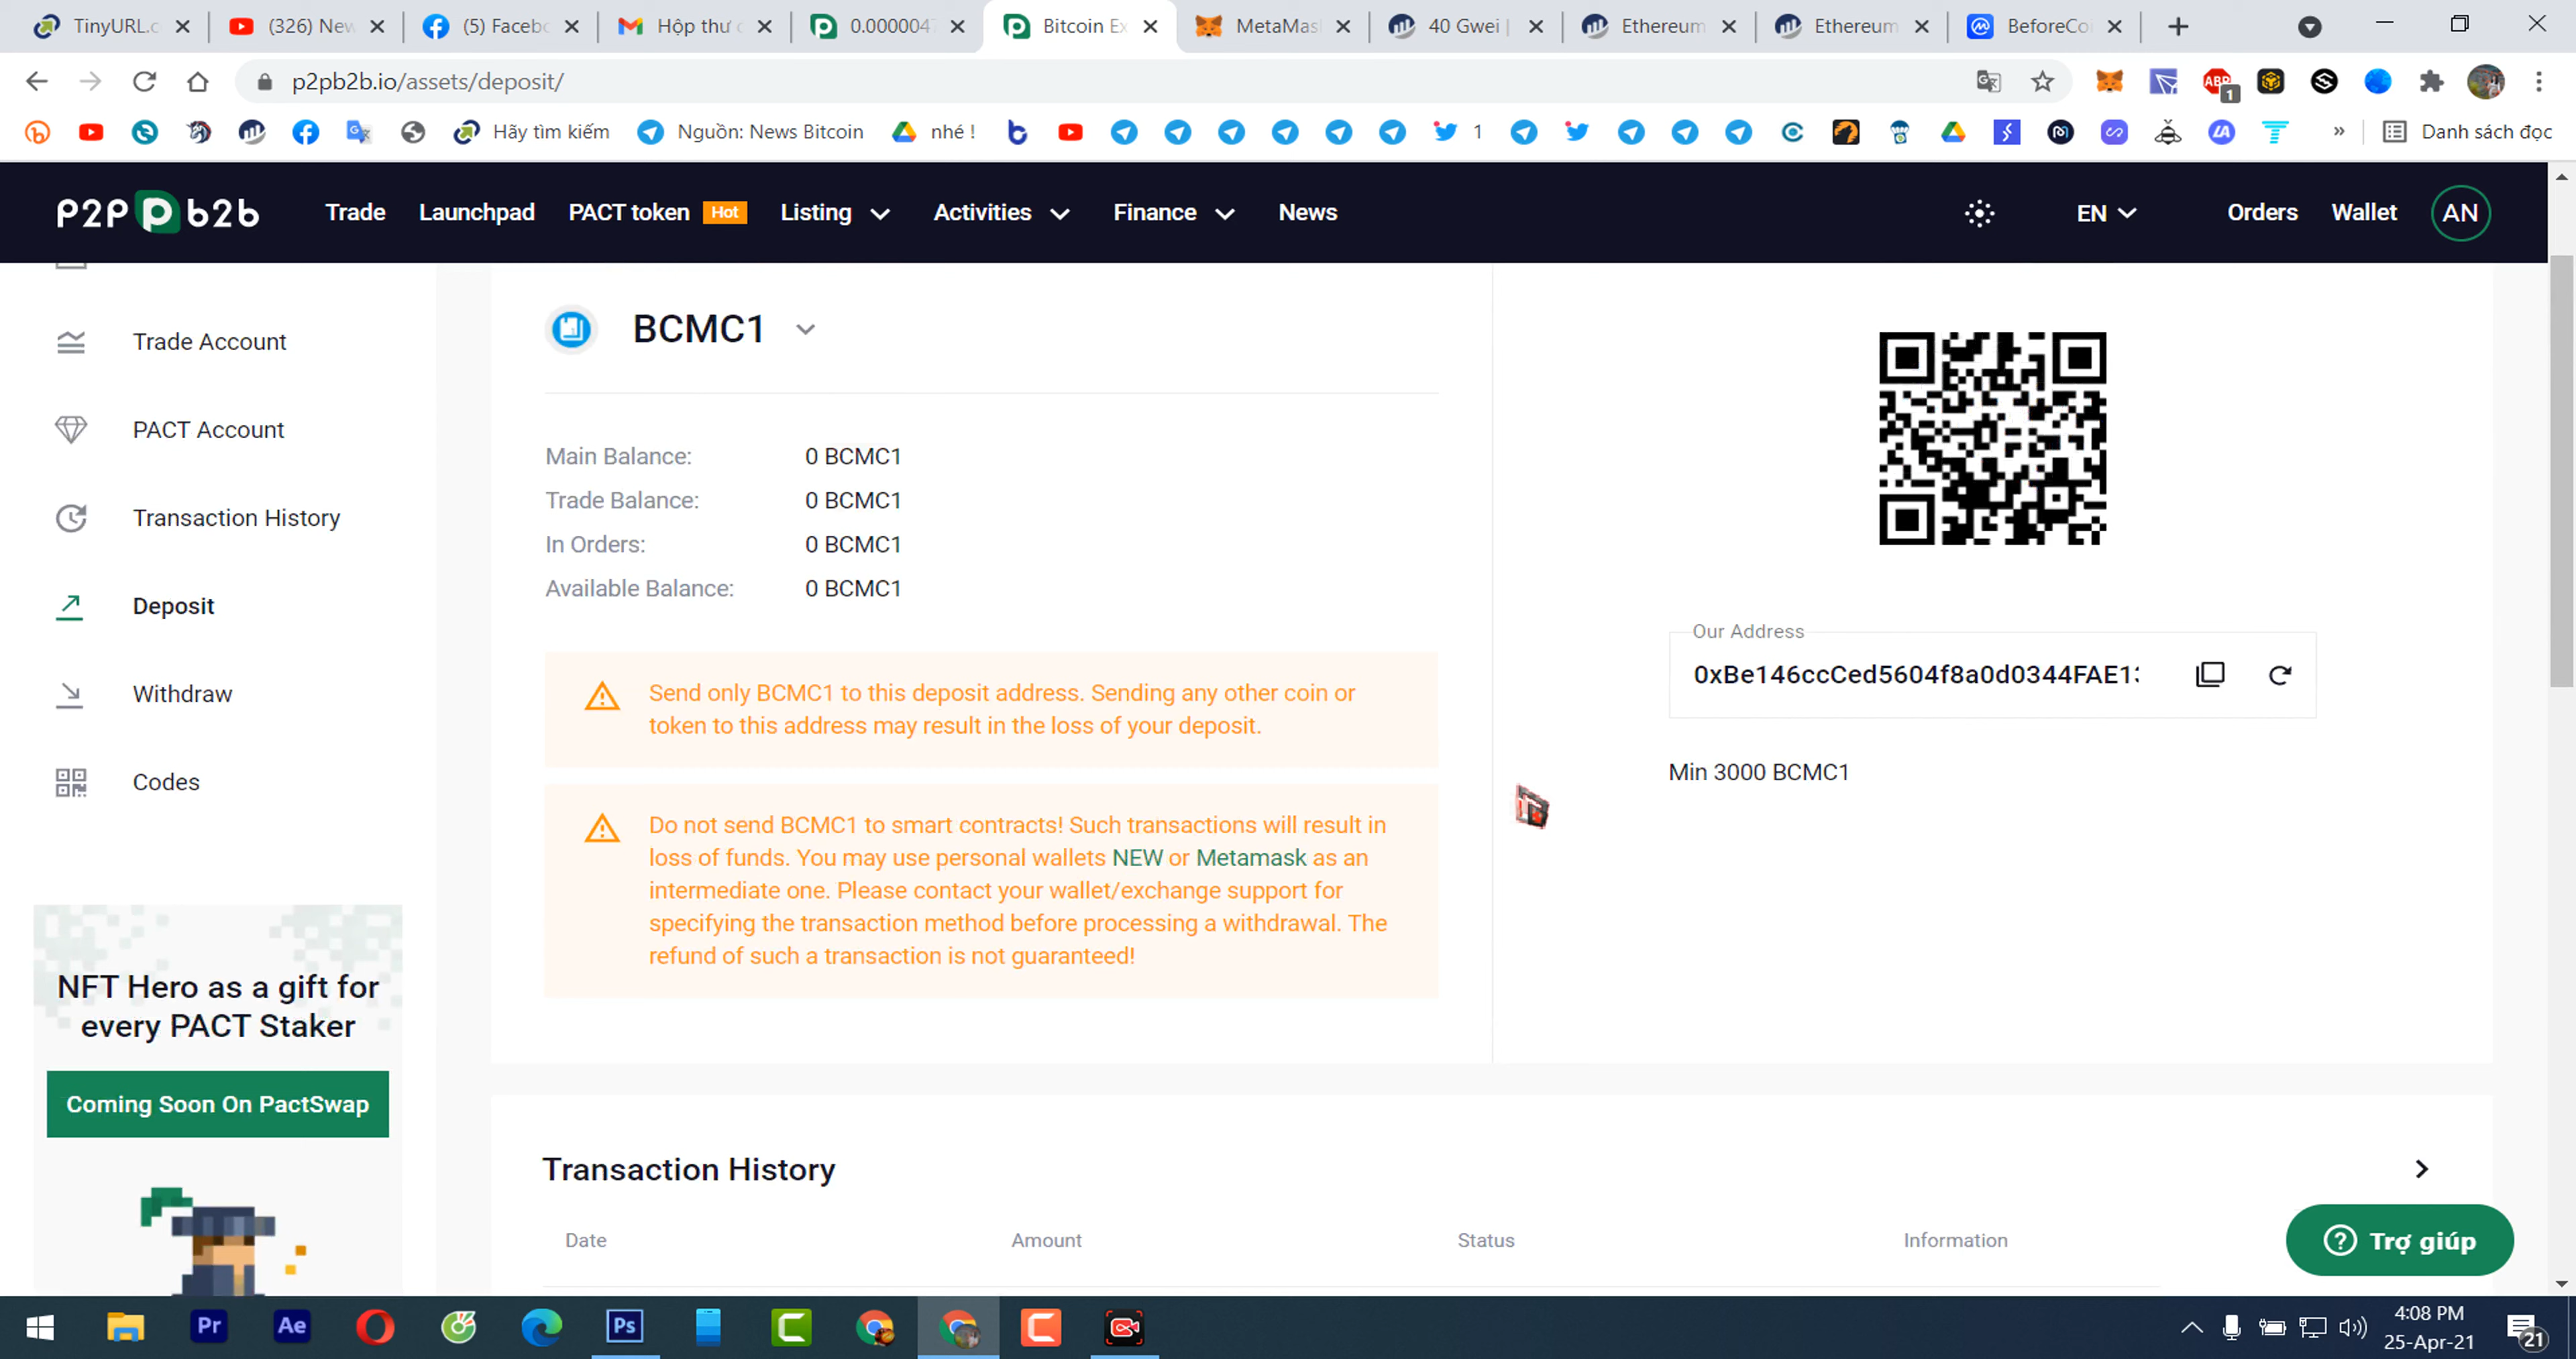 TinyURL.c
(326) New
(5) Facebo
Hộp thư c
0.0000047
Bitcoin Ex
MetaMas
40 Gwei |
Ethereum
Ethereum
BeforeCoi
p2pb2b.io/assets/deposit/
ABP
1
Hãy tìm kiếm
Nguồn: News Bitcoin
nhé !
1
»
Danh sách đọc
P2P b2b
Trade
Launchpad
PACT token
Hot
Listing
Activities
Finance
News
EN
Orders
Wallet
AN
Trade Account
PACT Account
Transaction History
Deposit
Withdraw
Codes
NFT Hero as a gift for
every PACT Staker
Coming Soon On PactSwap
BCMC1
Main Balance: 0 BCMC1
Trade Balance: 0 BCMC1
In Orders: 0 BCMC1
Available Balance: 0 BCMC1
Send only BCMC1 to this deposit address. Sending any other coin or
token to this address may result in the loss of your deposit.
Do not send BCMC1 to smart contracts! Such transactions will result in
loss of funds. You may use personal wallets NEW or Metamask as an
intermediate one. Please contact your wallet/exchange support for
specifying the transaction method before processing a withdrawal. The
refund of such a transaction is not guaranteed!
Our Address
0xBe146ccCed5604f8a0d0344FAE13
Min 3000 BCMC1
Transaction History
Date Amount Status Information
Trợ giúp
Pr
Ae
Ps
4:08 PM
25-Apr-21
21